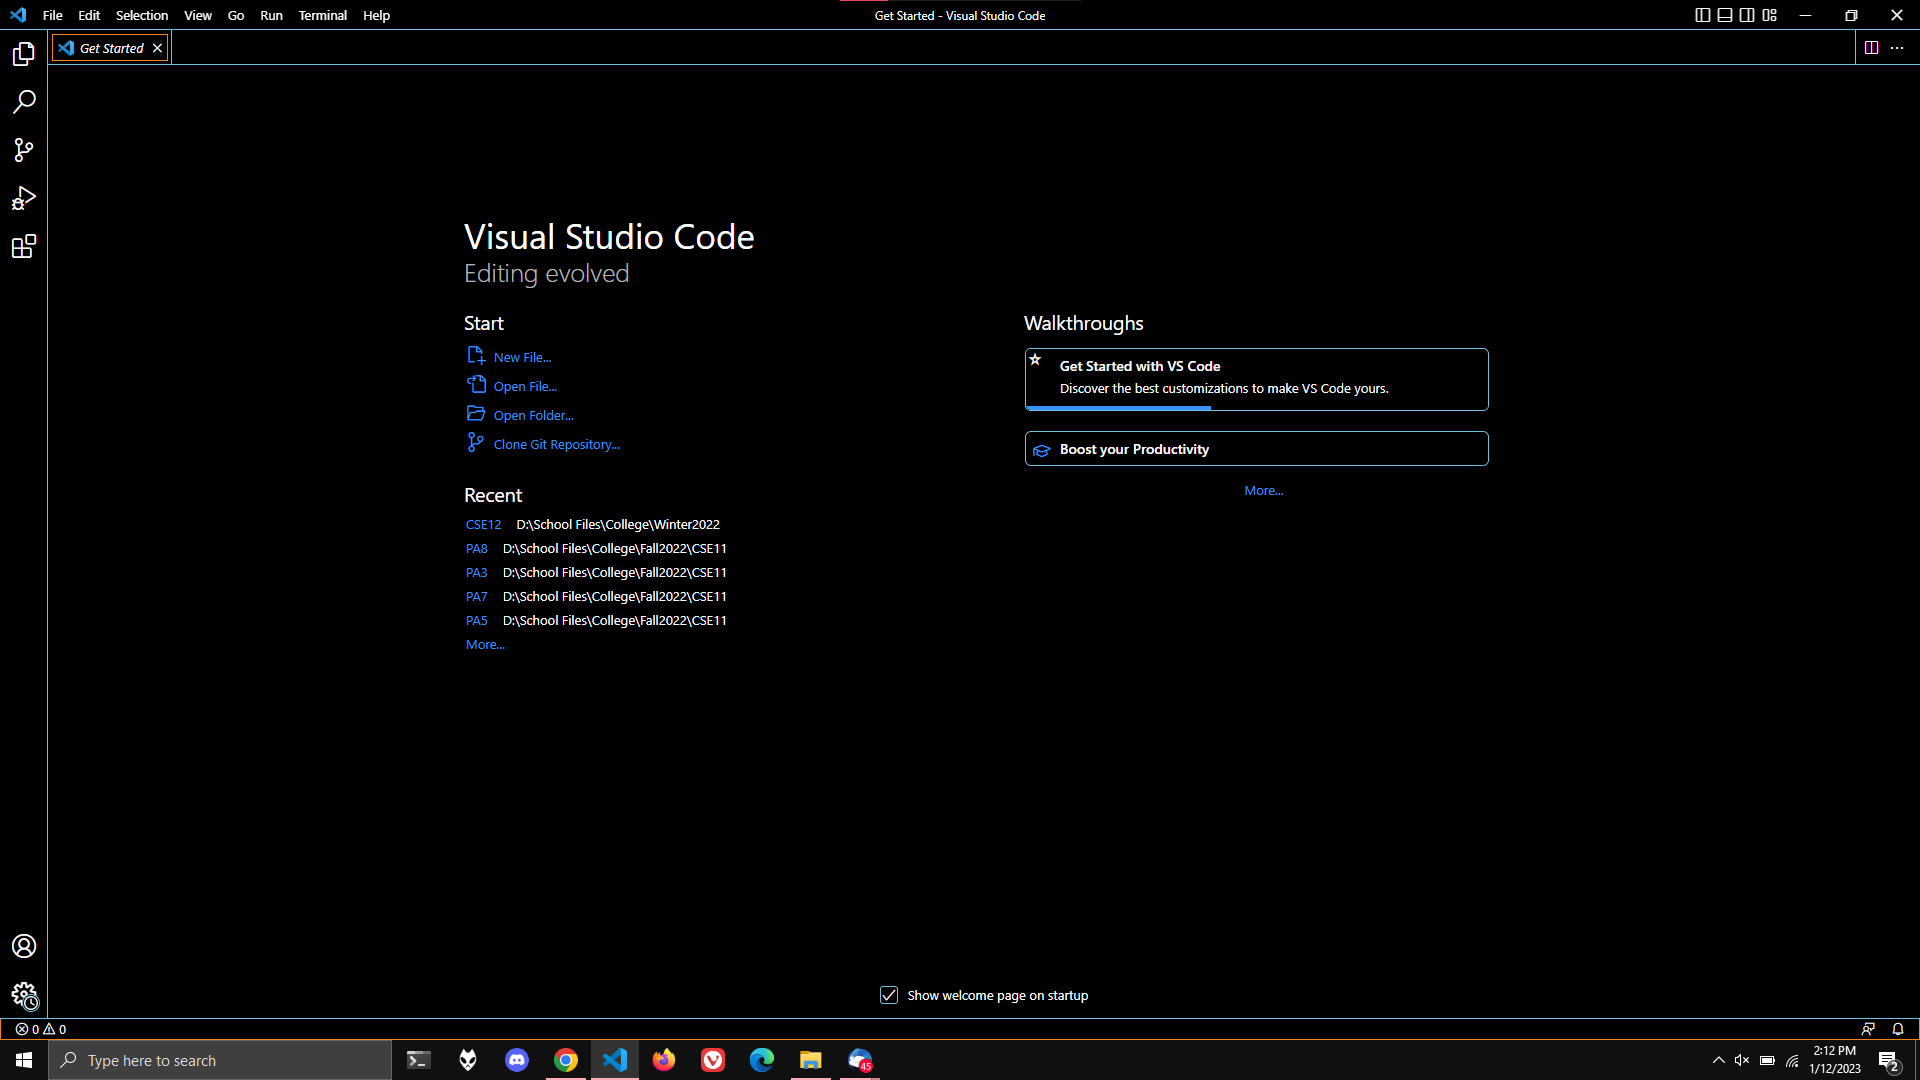 File Edit Selection View Go Run Terminal Help
Get Started - Visual Studio Code
Get Started
Visual Studio Code
Editing evolved
Start
New File...
Open File...
Open Folder...
Clone Git Repository...
Recent
CSE12 D:\School Files\College\Winter2022
PA8 D:\School Files\College\Fall2022\CSE11
PA3 D:\School Files\College\Fall2022\CSE11
PA7 D:\School Files\College\Fall2022\CSE11
PA5 D:\School Files\College\Fall2022\CSE11
More...
Walkthroughs
Get Started with VS Code
Discover the best customizations to make VS Code yours.
Boost your Productivity
More...
Show welcome page on startup
0 0
Type here to search
45
2:12 PM
1/12/2023
2